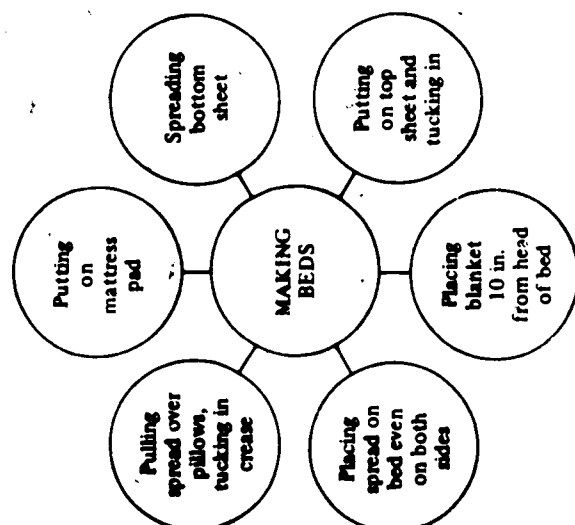 MAKING
BEDS
Putting
on
mattress
pad
Spreading
bottom
sheet
Putting
on top
sheet and
tucking in
Placing
blanket
10 in.
from head
of bed
Placing
spread on
bed even
on both
sides
Pulling
spread over
pillows,
tucking in
crease